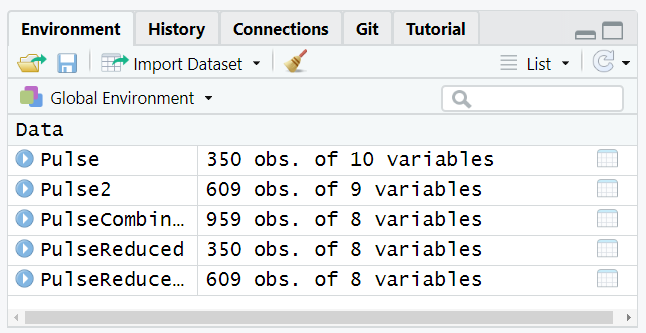 Environment History Connections Git Tutorial
Import Dataset List
Global Environment
Data
Pulse 350 obs. of 10 variables
Pulse2 609 obs. of 9 variables
PulseCombin… 959 obs. of 8 variables
PulseReduced 350 obs. of 8 variables
PulseReduce… 609 obs. of 8 variables